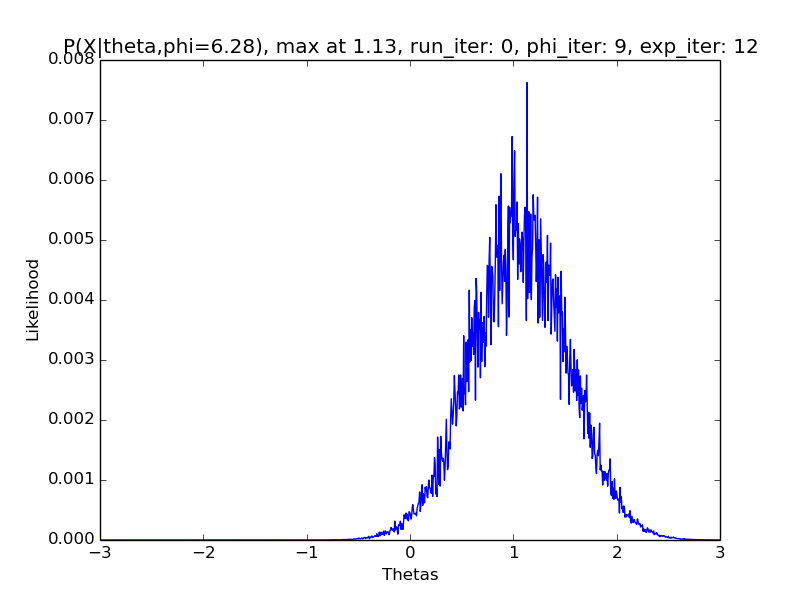 P(X|theta,phi=6.28), max at 1.13, run_iter: 0, phi_iter: 9, exp_iter: 12
0.008
0.007
0.006
0.005
0.004
0.003
0.002
0.001
0.000
Likelihood
−3 −2 −1 0 1 2 3
Thetas